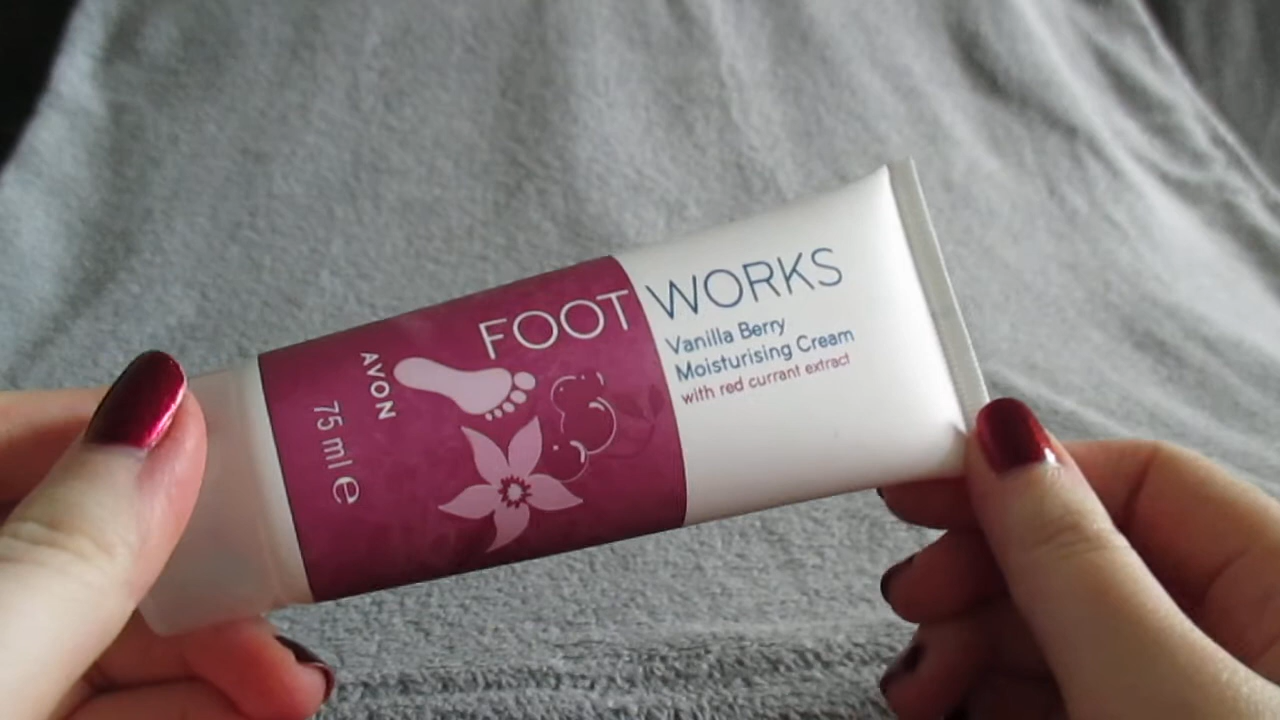 FOOT WORKS
Vanilla Berry
Moisturising Cream
with red currant extract
AVON
75 ml e